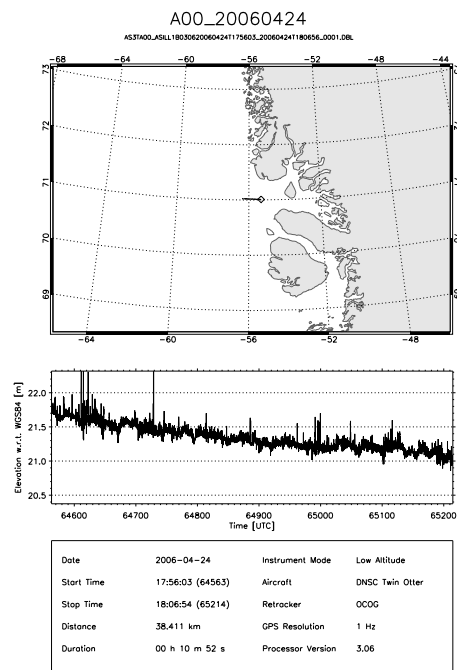 A00_20060424
AS3TA00_ASILL1B030620060424T175603_20060424T180656_0001.DBL
-68 -64 -60 -56 -52 -48 -44
73
72
71
70
69
-64 -60 -56 -52 -48
22.0
21.5
21.0
20.5
Elevation w.r.t. WGS84 [m]
64600 64700 64800 64900 65000 65100 65200
Time [UTC]
Date 2006-04-24 Instrument Mode Low Altitude
Start Time 17:56:03 (64563) Aircraft DNSC Twin Otter
Stop Time 18:06:54 (65214) Retracker OCOG
Distance 38.411 km GPS Resolution 1 Hz
Duration 00 h 10 m 52 s Processor Version 3.06